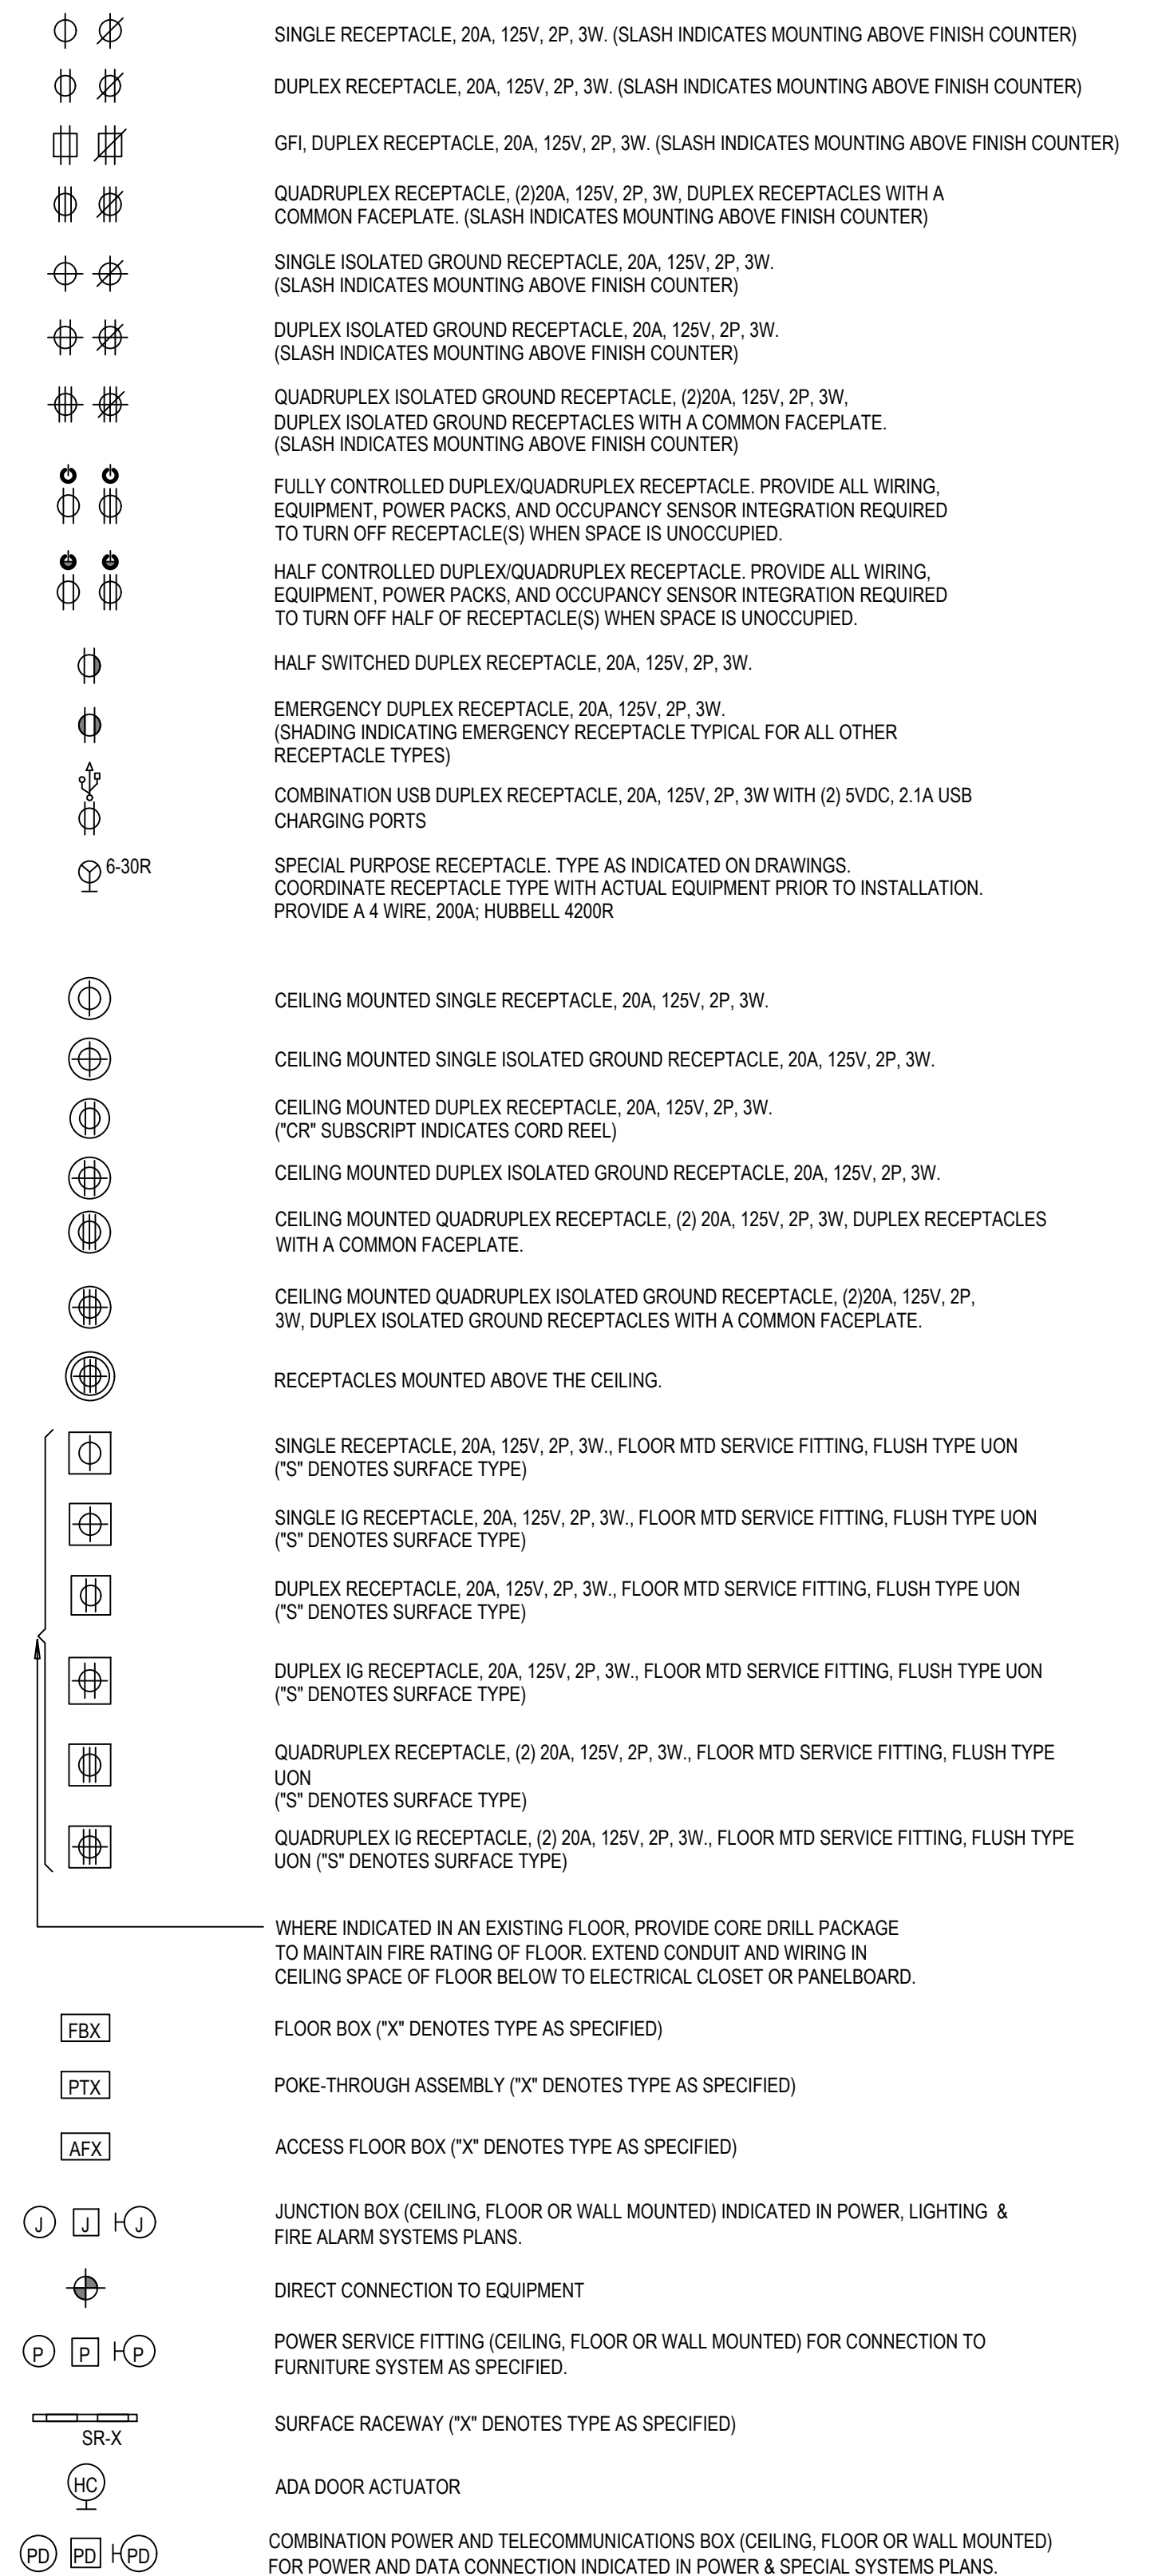 SINGLE RECEPTACLE, 20A, 125V, 2P, 3W. (SLASH INDICATES MOUNTING ABOVE FINISH COUNTER)
DUPLEX RECEPTACLE, 20A, 125V, 2P, 3W. (SLASH INDICATES MOUNTING ABOVE FINISH COUNTER)
GFI, DUPLEX RECEPTACLE, 20A, 125V, 2P, 3W. (SLASH INDICATES MOUNTING ABOVE FINISH COUNTER)
QUADRUPLEX RECEPTACLE, (2)20A, 125V, 2P, 3W, DUPLEX RECEPTACLES WITH A
COMMON FACEPLATE. (SLASH INDICATES MOUNTING ABOVE FINISH COUNTER)
SINGLE ISOLATED GROUND RECEPTACLE, 20A, 125V, 2P, 3W.
(SLASH INDICATES MOUNTING ABOVE FINISH COUNTER)
DUPLEX ISOLATED GROUND RECEPTACLE, 20A, 125V, 2P, 3W.
(SLASH INDICATES MOUNTING ABOVE FINISH COUNTER)
QUADRUPLEX ISOLATED GROUND RECEPTACLE, (2)20A, 125V, 2P, 3W,
DUPLEX ISOLATED GROUND RECEPTACLES WITH A COMMON FACEPLATE.
(SLASH INDICATES MOUNTING ABOVE FINISH COUNTER)
FULLY CONTROLLED DUPLEX/QUADRUPLEX RECEPTACLE. PROVIDE ALL WIRING,
EQUIPMENT, POWER PACKS, AND OCCUPANCY SENSOR INTEGRATION REQUIRED
TO TURN OFF RECEPTACLE(S) WHEN SPACE IS UNOCCUPIED.
HALF CONTROLLED DUPLEX/QUADRUPLEX RECEPTACLE. PROVIDE ALL WIRING,
EQUIPMENT, POWER PACKS, AND OCCUPANCY SENSOR INTEGRATION REQUIRED
TO TURN OFF HALF OF RECEPTACLE(S) WHEN SPACE IS UNOCCUPIED.
HALF SWITCHED DUPLEX RECEPTACLE, 20A, 125V, 2P, 3W.
EMERGENCY DUPLEX RECEPTACLE, 20A, 125V, 2P, 3W.
(SHADING INDICATING EMERGENCY RECEPTACLE TYPICAL FOR ALL OTHER
RECEPTACLE TYPES)
COMBINATION USB DUPLEX RECEPTACLE, 20A, 125V, 2P, 3W WITH (2) 5VDC, 2.1A USB
CHARGING PORTS
6-30R SPECIAL PURPOSE RECEPTACLE. TYPE AS INDICATED ON DRAWINGS.
COORDINATE RECEPTACLE TYPE WITH ACTUAL EQUIPMENT PRIOR TO INSTALLATION.
PROVIDE A 4 WIRE, 200A; HUBBELL 4200R
CEILING MOUNTED SINGLE RECEPTACLE, 20A, 125V, 2P, 3W.
CEILING MOUNTED SINGLE ISOLATED GROUND RECEPTACLE, 20A, 125V, 2P, 3W.
CEILING MOUNTED DUPLEX RECEPTACLE, 20A, 125V, 2P, 3W.
("CR" SUBSCRIPT INDICATES CORD REEL)
CEILING MOUNTED DUPLEX ISOLATED GROUND RECEPTACLE, 20A, 125V, 2P, 3W.
CEILING MOUNTED QUADRUPLEX RECEPTACLE, (2) 20A, 125V, 2P, 3W, DUPLEX RECEPTACLES
WITH A COMMON FACEPLATE.
CEILING MOUNTED QUADRUPLEX ISOLATED GROUND RECEPTACLE, (2)20A, 125V, 2P,
3W, DUPLEX ISOLATED GROUND RECEPTACLES WITH A COMMON FACEPLATE.
RECEPTACLES MOUNTED ABOVE THE CEILING.
SINGLE RECEPTACLE, 20A, 125V, 2P, 3W., FLOOR MTD SERVICE FITTING, FLUSH TYPE UON
("S" DENOTES SURFACE TYPE)
SINGLE IG RECEPTACLE, 20A, 125V, 2P, 3W., FLOOR MTD SERVICE FITTING, FLUSH TYPE UON
("S" DENOTES SURFACE TYPE)
DUPLEX RECEPTACLE, 20A, 125V, 2P, 3W., FLOOR MTD SERVICE FITTING, FLUSH TYPE UON
("S" DENOTES SURFACE TYPE)
DUPLEX IG RECEPTACLE, 20A, 125V, 2P, 3W., FLOOR MTD SERVICE FITTING, FLUSH TYPE UON
("S" DENOTES SURFACE TYPE)
QUADRUPLEX RECEPTACLE, (2) 20A, 125V, 2P, 3W., FLOOR MTD SERVICE FITTING, FLUSH TYPE
UON
("S" DENOTES SURFACE TYPE)
QUADRUPLEX IG RECEPTACLE, (2) 20A, 125V, 2P, 3W., FLOOR MTD SERVICE FITTING, FLUSH TYPE
UON ("S" DENOTES SURFACE TYPE)
WHERE INDICATED IN AN EXISTING FLOOR, PROVIDE CORE DRILL PACKAGE
TO MAINTAIN FIRE RATING OF FLOOR. EXTEND CONDUIT AND WIRING IN
CEILING SPACE OF FLOOR BELOW TO ELECTRICAL CLOSET OR PANELBOARD.
FBX FLOOR BOX ("X" DENOTES TYPE AS SPECIFIED)
PTX POKE-THROUGH ASSEMBLY ("X" DENOTES TYPE AS SPECIFIED)
AFX ACCESS FLOOR BOX ("X" DENOTES TYPE AS SPECIFIED)
J J J JUNCTION BOX (CEILING, FLOOR OR WALL MOUNTED) INDICATED IN POWER, LIGHTING &
FIRE ALARM SYSTEMS PLANS.
DIRECT CONNECTION TO EQUIPMENT
P P P POWER SERVICE FITTING (CEILING, FLOOR OR WALL MOUNTED) FOR CONNECTION TO
FURNITURE SYSTEM AS SPECIFIED.
SURFACE RACEWAY ("X" DENOTES TYPE AS SPECIFIED)
SR-X
HC ADA DOOR ACTUATOR
PD PD PD COMBINATION POWER AND TELECOMMUNICATIONS BOX (CEILING, FLOOR OR WALL MOUNTED)
FOR POWER AND DATA CONNECTION INDICATED IN POWER & SPECIAL SYSTEMS PLANS.